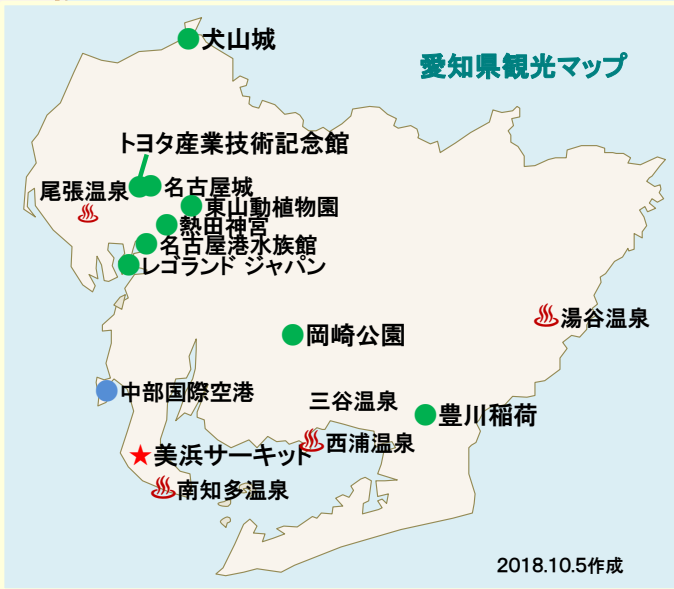 犬山城
愛知県観光マップ
トヨタ産業技術記念館
尾張温泉
名古屋城
東山動植物園
熱田神宮
名古屋港水族館
レゴランド ジャパン
湯谷温泉
岡崎公園
中部国際空港
三谷温泉
豊川稲荷
西浦温泉
美浜サーキット
南知多温泉
2018.10.5作成